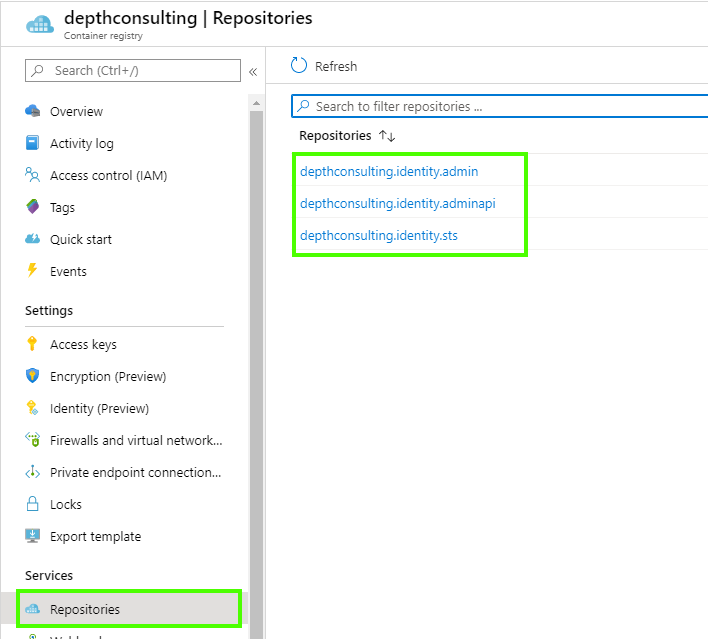 depthconsulting | Repositories
Container registry
Search (Ctrl+/)
«
Overview
Activity log
Access control (IAM)
Tags
Quick start
Events
Settings
Access keys
Encryption (Preview)
Identity (Preview)
Firewalls and virtual network...
Private endpoint connection...
Locks
Export template
Services
Repositories
Refresh
Search to filter repositories ...
Repositories ↑↓
depthconsulting.identity.admin
depthconsulting.identity.adminapi
depthconsulting.identity.sts